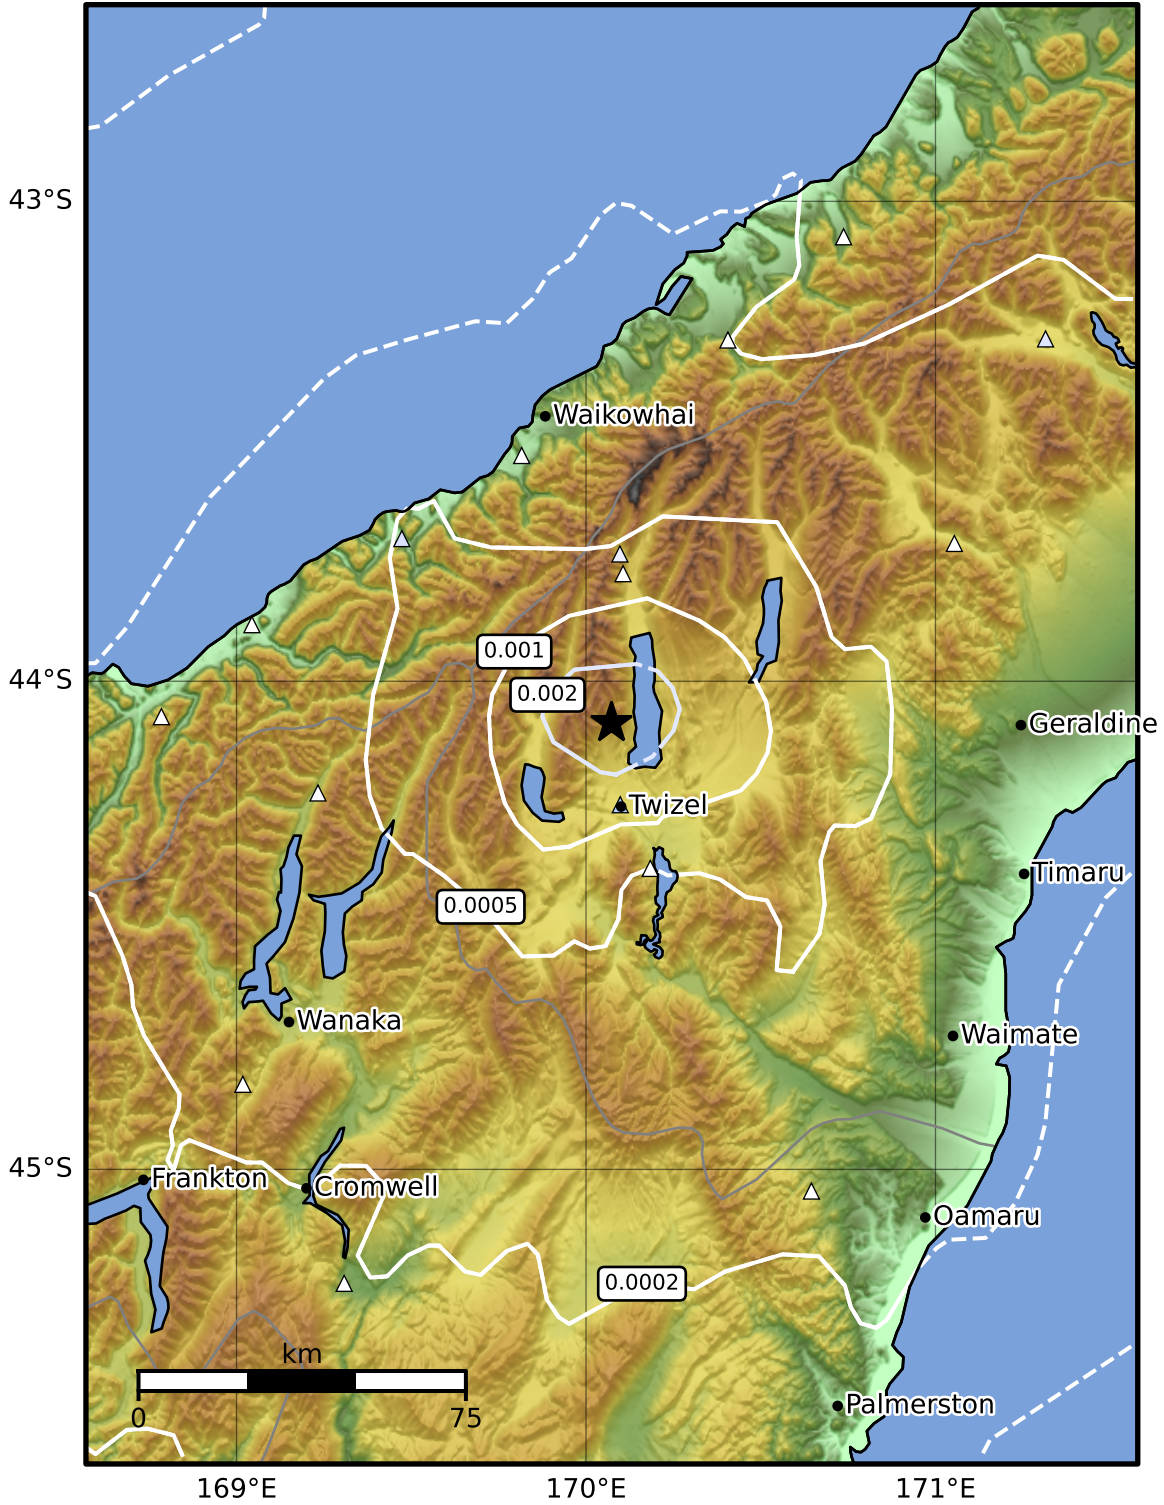 43°S
Waikowhai
0.001
44°S
0.002
Geraldine
Twizel
Timaru
0.0005
Wanaka
Waimate
45°S
Frankton
Cromwell
Oamaru
0.0002
km
0
75
Palmerston
169°E
170°E
171°E